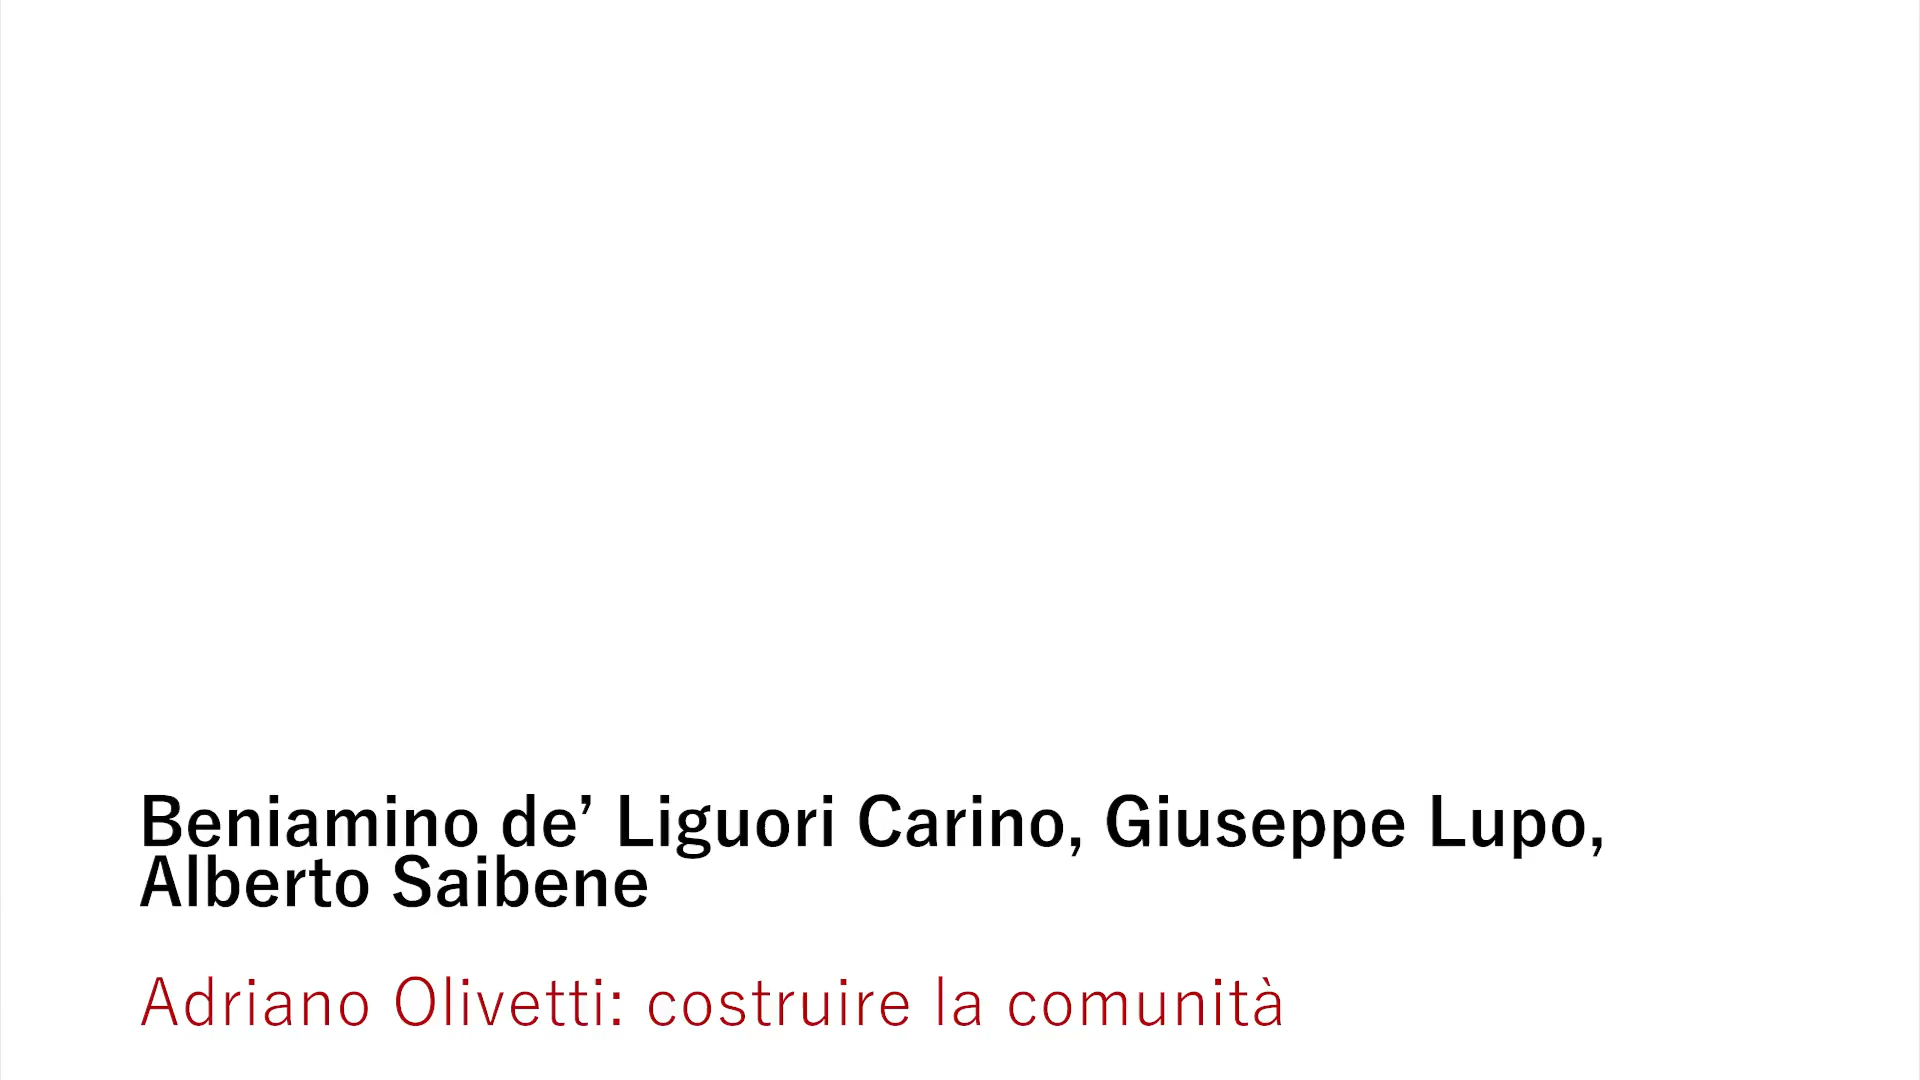 Beniamino de’ Liguori Carino, Giuseppe Lupo,
Alberto Saibene
Adriano Olivetti: costruire la comunità